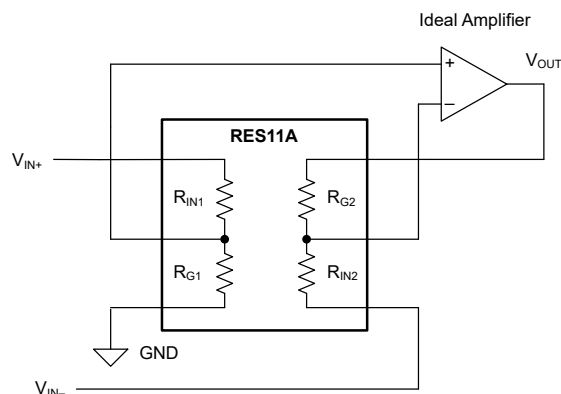 Ideal Amplifier
+
VOUT
−
RES11A
VIN+
RIN1
RG2
RG1
RIN2
GND
VIN−